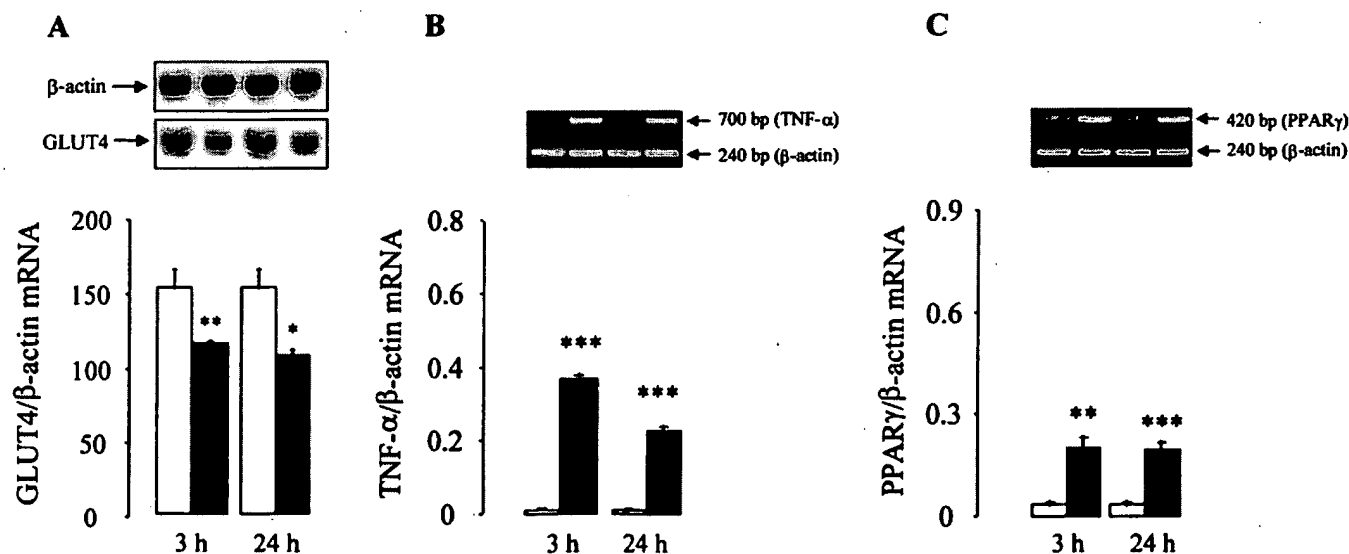 A
β-actin
GLUT4
GLUT4/β-actin mRNA
200
150
100
50
0
**
*
3 h
24 h
B
700 bp (TNF-α)
240 bp (β-actin)
TNF-α/β-actin mRNA
0.8
0.6
0.4
0.2
0
***
***
3 h
24 h
C
420 bp (PPARγ)
240 bp (β-actin)
PPARγ/β-actin mRNA
0.9
0.6
0.3
0
**
***
3 h
24 h